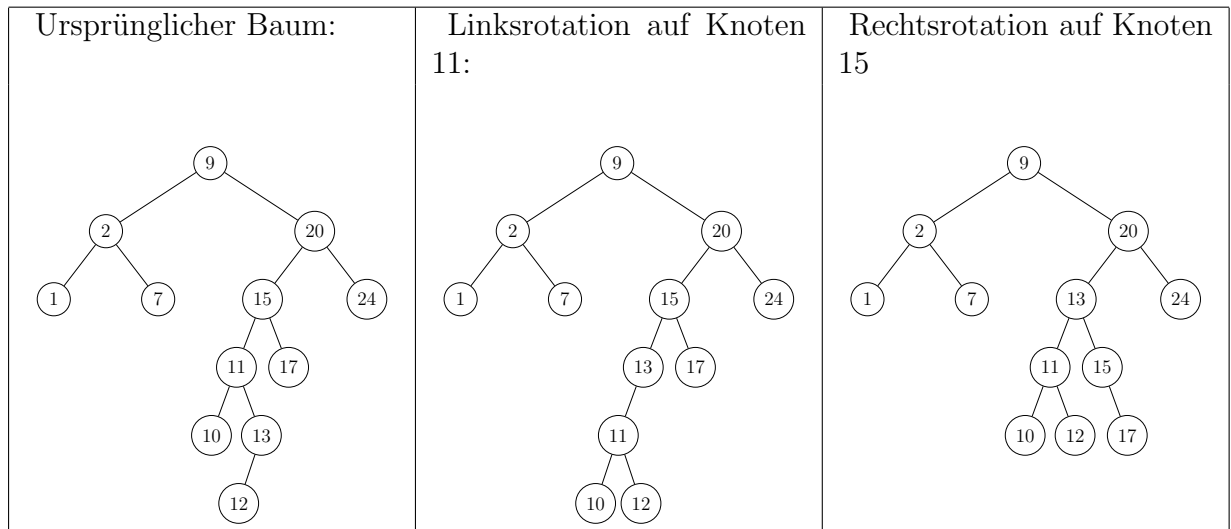 Ursprünglicher Baum:
Linksrotation auf Knoten
11:
Rechtsrotation auf Knoten
15
9
2 20
1 7 15 24
11 17
10 13
12
9
2 20
1 7 15 24
13 17
11
10 12
9
2 20
1 7 13 24
11 15
10 12 17